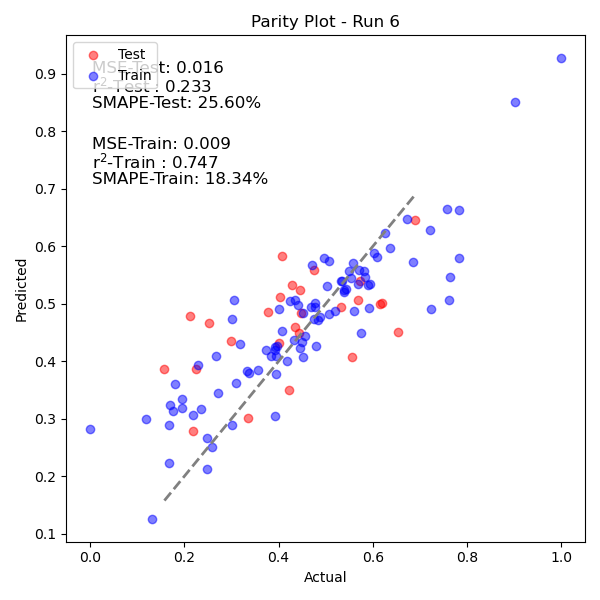 Parity Plot - Run 6
Test
Train
MSE-Test: 0.016
r²-Test : 0.233
SMAPE-Test: 25.60%
MSE-Train: 0.009
r²-Train : 0.747
SMAPE-Train: 18.34%
Predicted
0.9
0.8
0.7
0.6
0.5
0.4
0.3
0.2
0.1
0.0 0.2 0.4 0.6 0.8 1.0
Actual